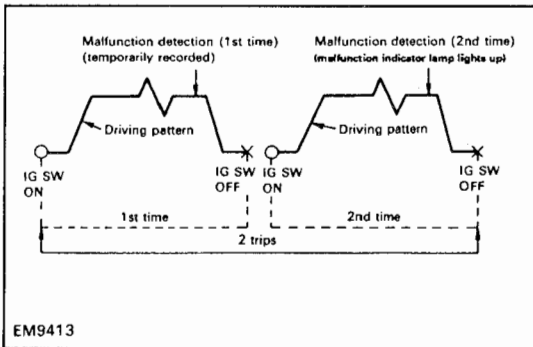 Malfunction detection (1st time)
(temporarily recorded)
Malfunction detection (2nd time)
(malfunction indicator lamp lights up)
Driving pattern
Driving pattern
IG SW
ON
IG SW
OFF
IG SW
ON
IG SW
OFF
1st time
2nd time
2 trips
EM9413